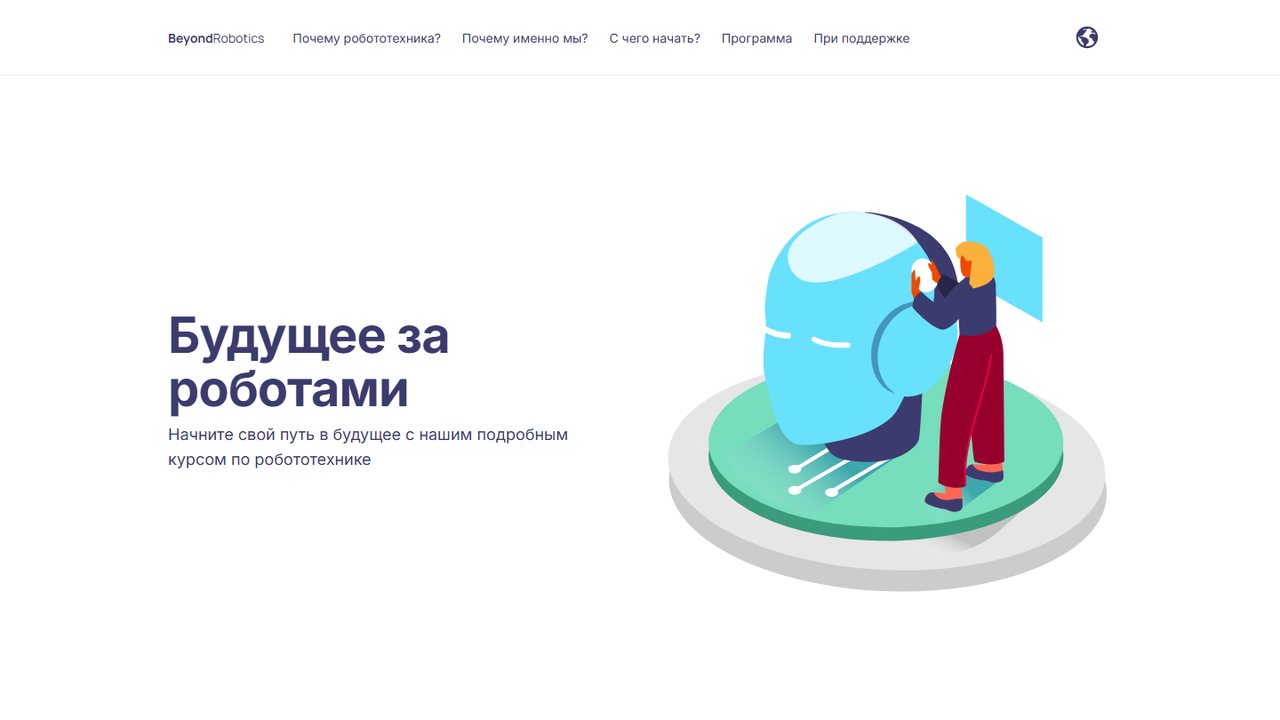 BeyondRobotics Почему робототехника? Почему именно мы? С чего начать? Программа При поддержке
Будущее за
роботами
Начните свой путь в будущее с нашим подробным
курсом по робототехнике